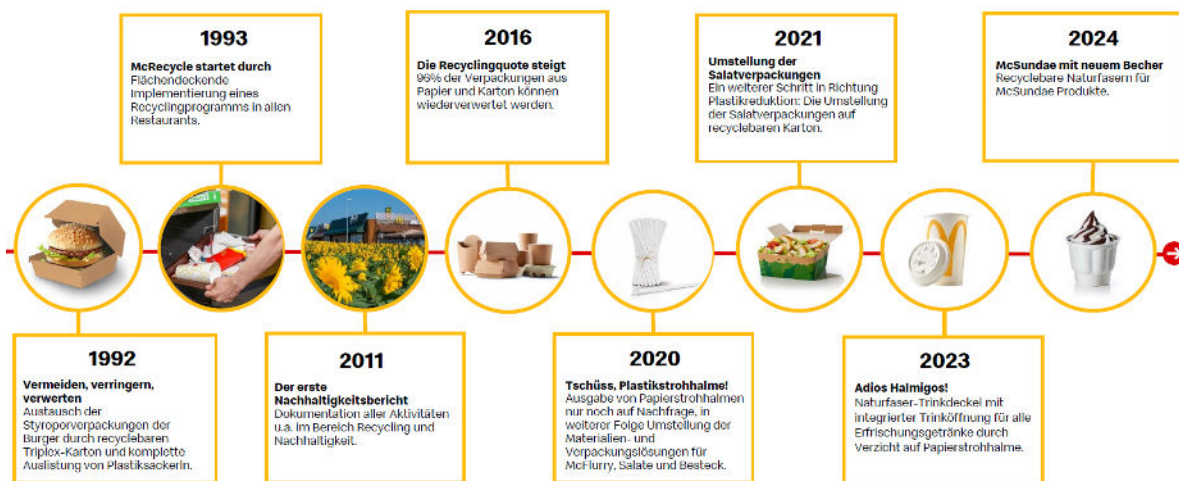 1993
McRecycle startet durch
Flächendeckende
Implementierung eines
Recyclingprogramms in allen
Restaurants.
2016
Die Recyclingquote steigt
96% der Verpackungen aus
Papier und Karton können
wiederverwertet werden.
2021
Umstellung der
Salatverpackungen
Ein weiterer Schritt in Richtung
Plastikreduktion: Die Umstellung
der Salatverpackungen auf
recyclebaren Karton.
2024
McSundae mit neuem Becher
Recyclebare Naturfasern für
McSundae Produkte.
1992
Vermeiden, verringern,
verwerten
Austausch der
Styroporverpackungen der
Burger durch recyclebaren
Triplex-Karton und komplette
Auslistung von Plastiksackerln.
2011
Der erste
Nachhaltigkeitsbericht
Dokumentation aller Aktivitäten
u.a. im Bereich Recycling und
Nachhaltigkeit.
2020
Tschüss, Plastikstrohhalme!
Ausgabe von Papierstrohhalmen
nur noch auf Nachfrage, in
weiterer Folge Umstellung der
Materialien- und
Verpackungslösungen für
McFlurry, Salate und Besteck.
2023
Adios Halmigos!
Naturfaser-Trinkdeckel mit
integrierter Trinköffnung für alle
Erfrischungsgetränke durch
Verzicht auf Papierstrohhalme.